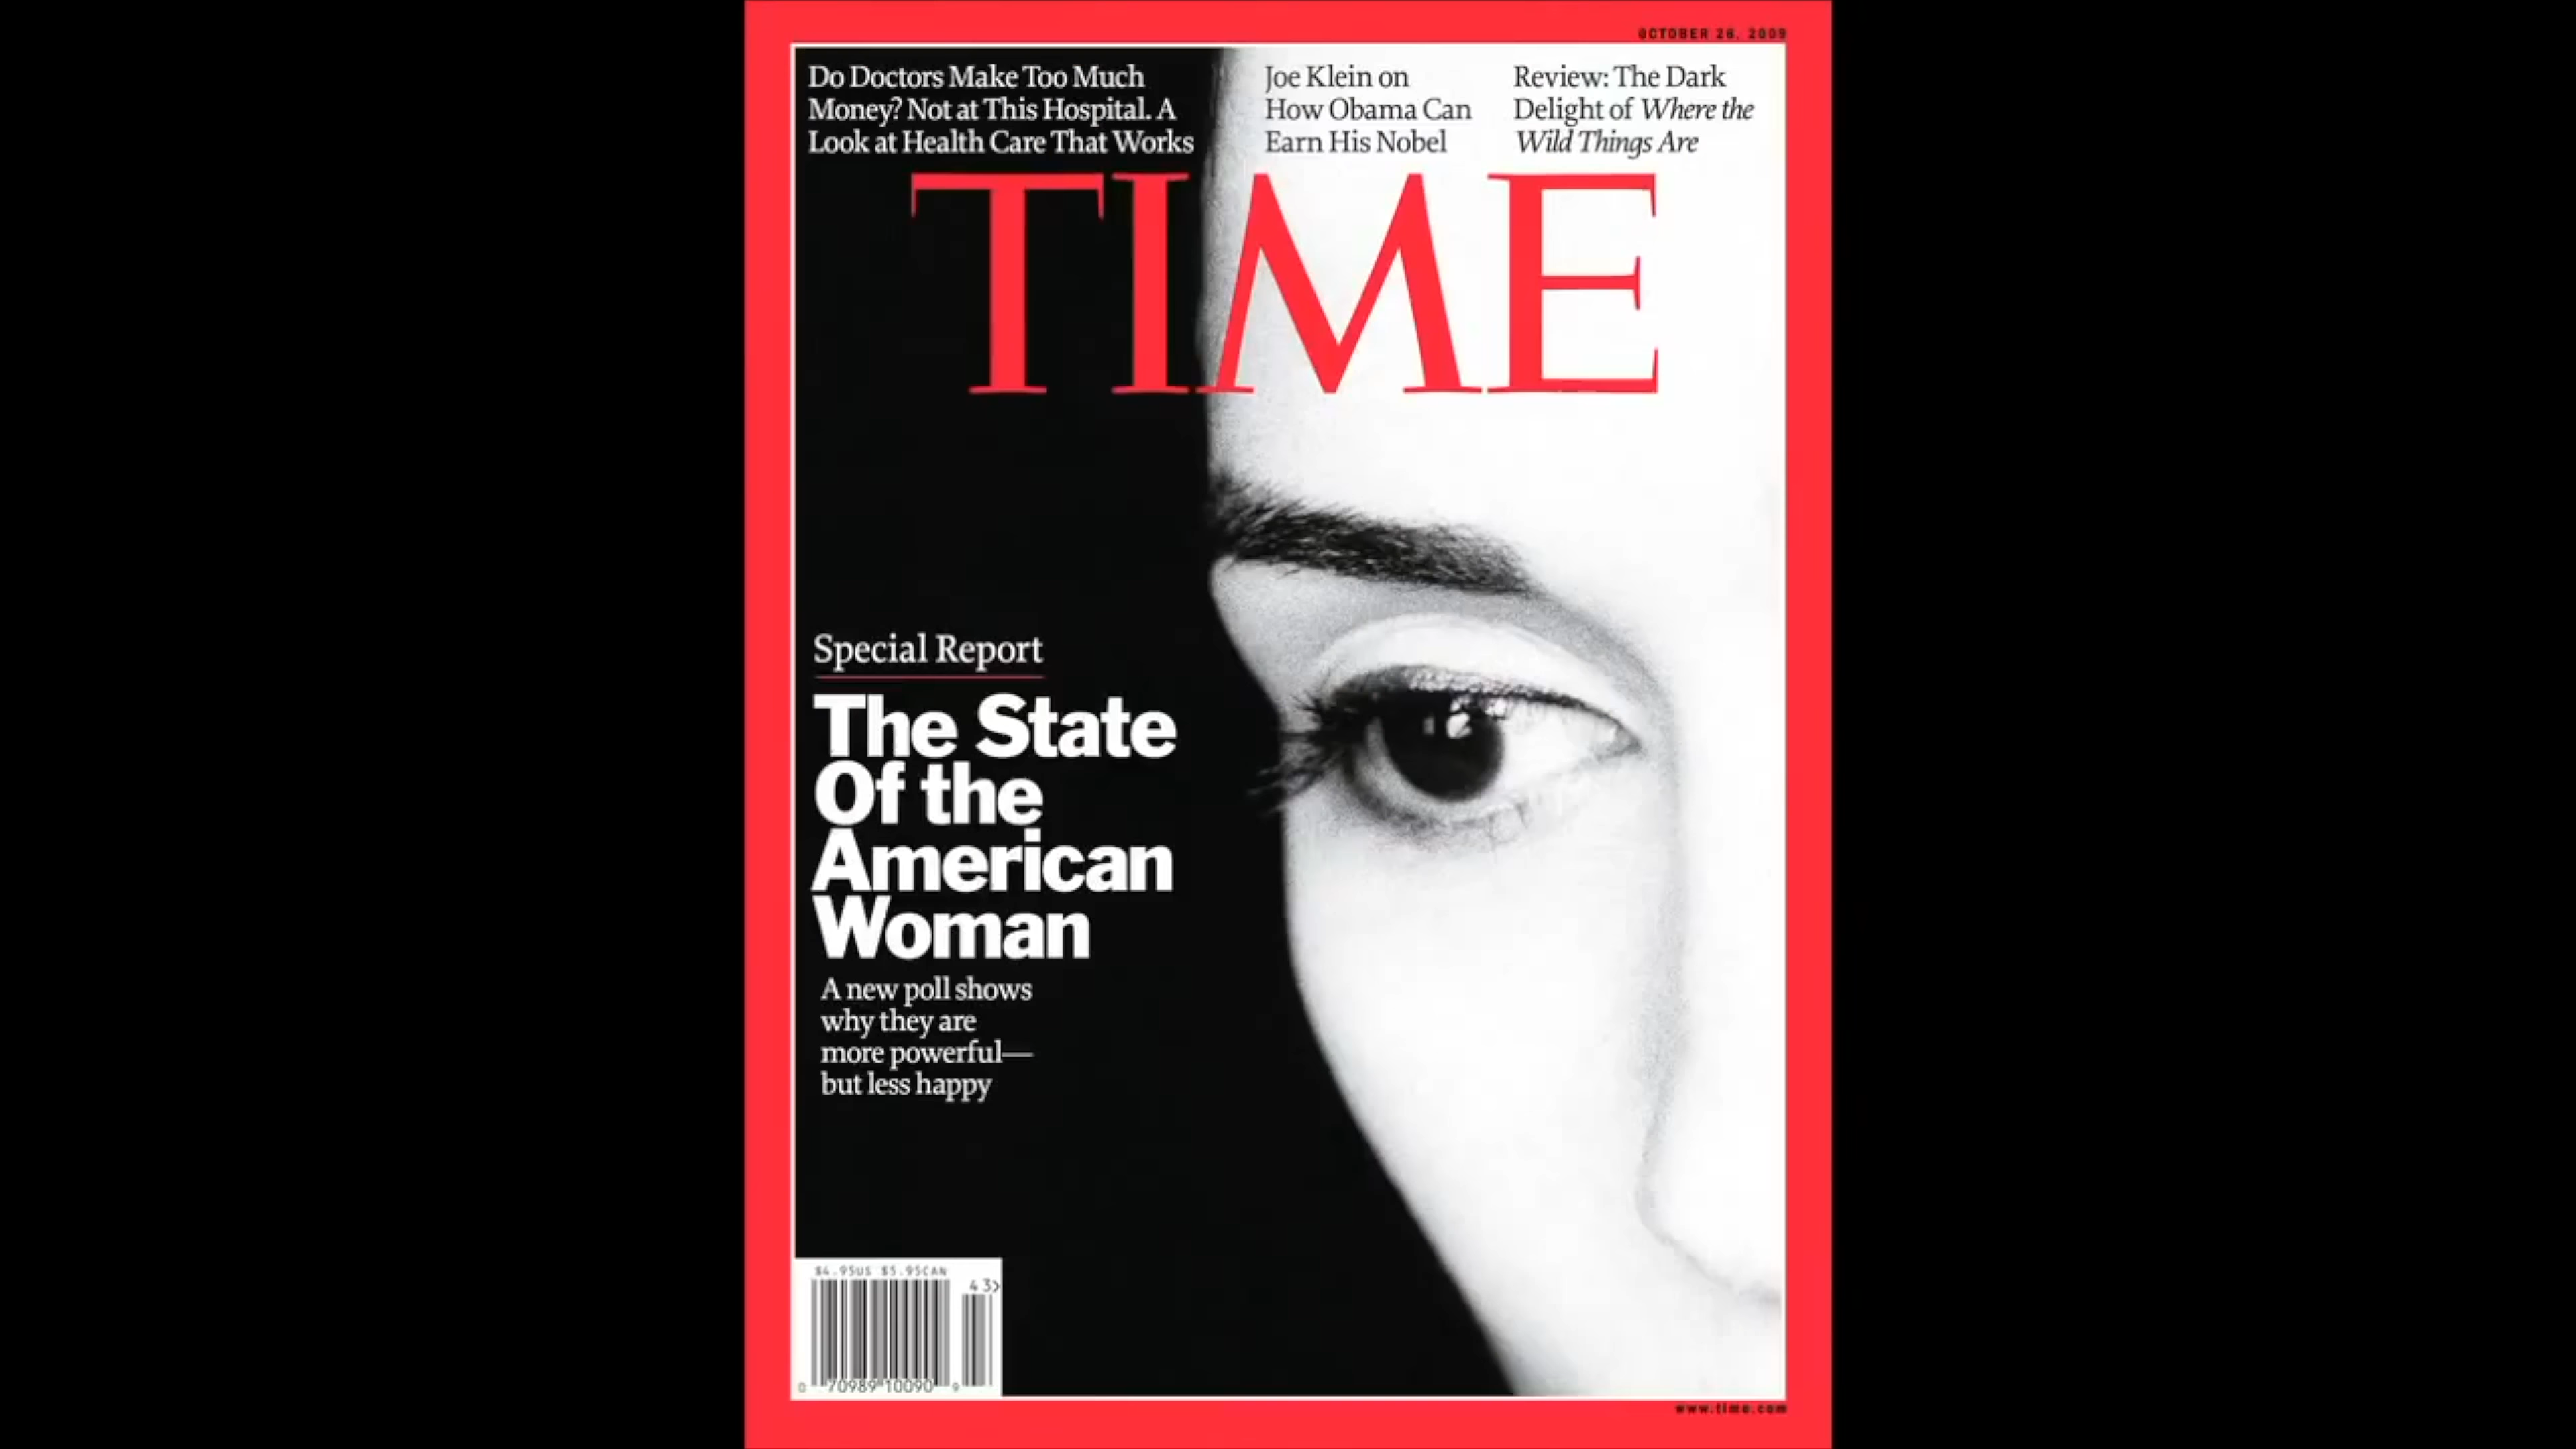 OCTOBER 26, 2009
Do Doctors Make Too Much
Money? Not at This Hospital. A
Look at Health Care That Works
Joe Klein on
How Obama Can
Earn His Nobel
Review: The Dark
Delight of Where the
Wild Things Are
TIME
Special Report
The State
Of the
American
Woman
A new poll shows
why they are
more powerful—
but less happy
$4.95US $5.95CAN
43>
0 70989 10090 9
www.time.com